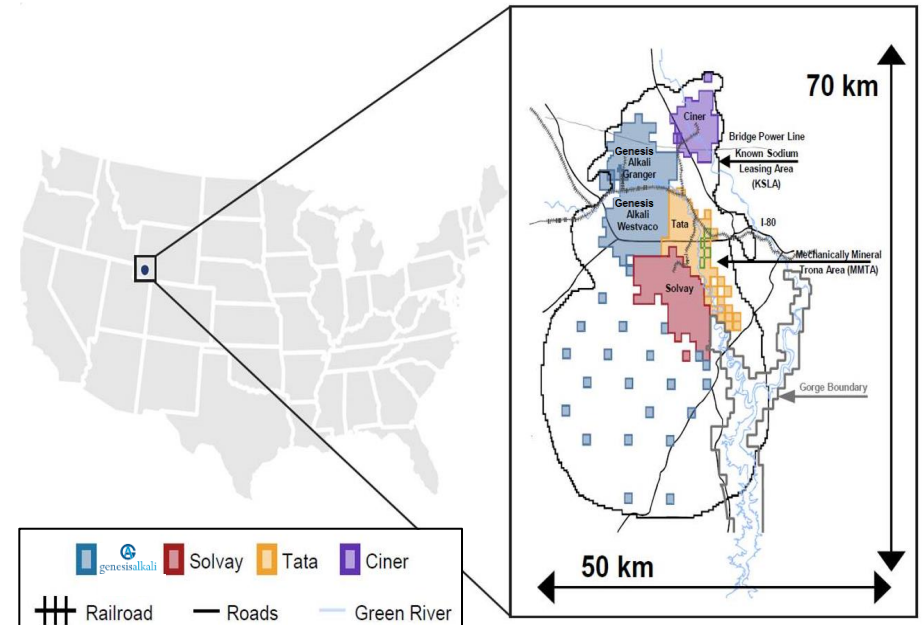 70 km
Ciner
Bridge Power Line
Genesis
Alkali
Granger
Known Sodium
Leasing Area
(KSLA)
Genesis
Alkali
Westvaco
Tata
I-80
Mechanically Mineral
Trona Area (MMTA)
Solvay
Gorge Boundary
50 km
genesisalkali
Solvay
Tata
Ciner
Railroad
Roads
Green River